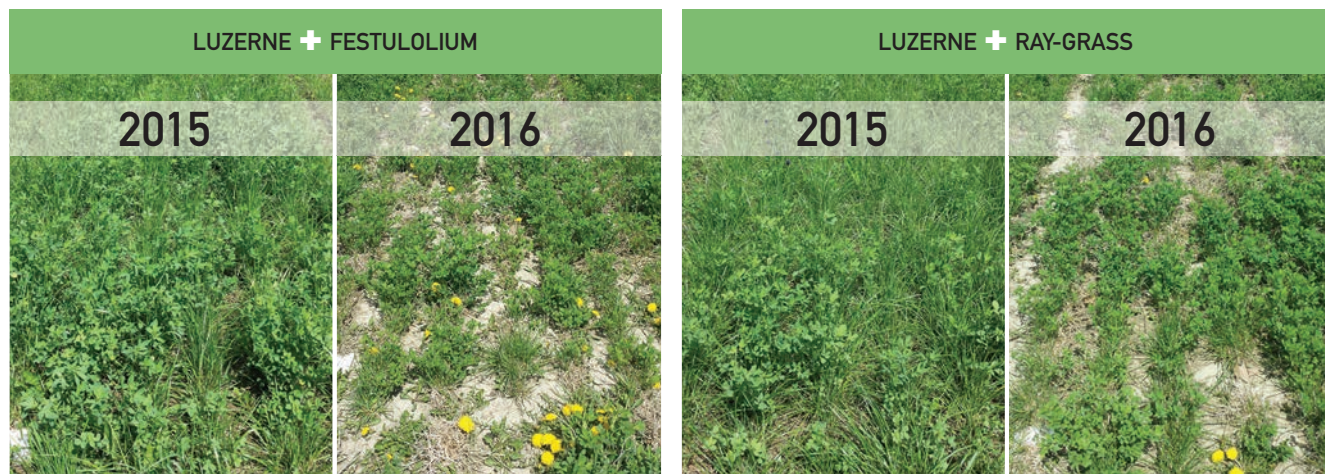 LUZERNE + FESTULOLIUM
2015
2016
LUZERNE + RAY-GRASS
2015
2016